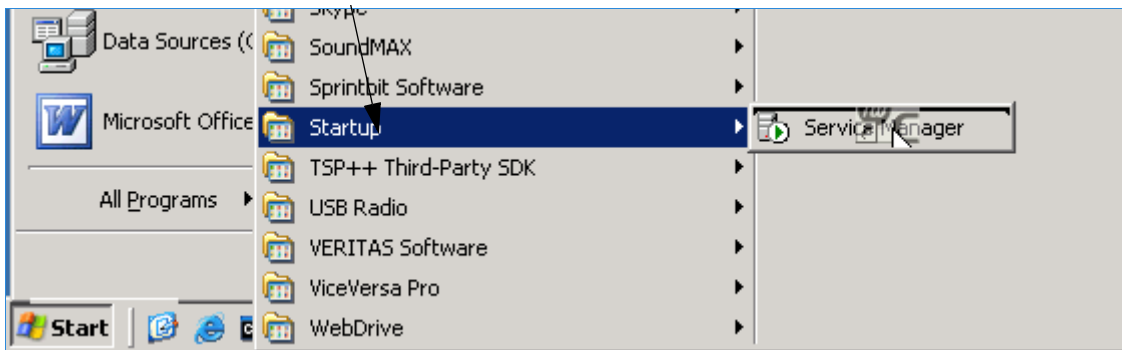 Skype
Data Sources ((
SoundMAX
Sprintbit Software
Microsoft Office
Startup
Service Manager
TSP++ Third-Party SDK
All Programs
USB Radio
VERITAS Software
ViceVersa Pro
Start
WebDrive